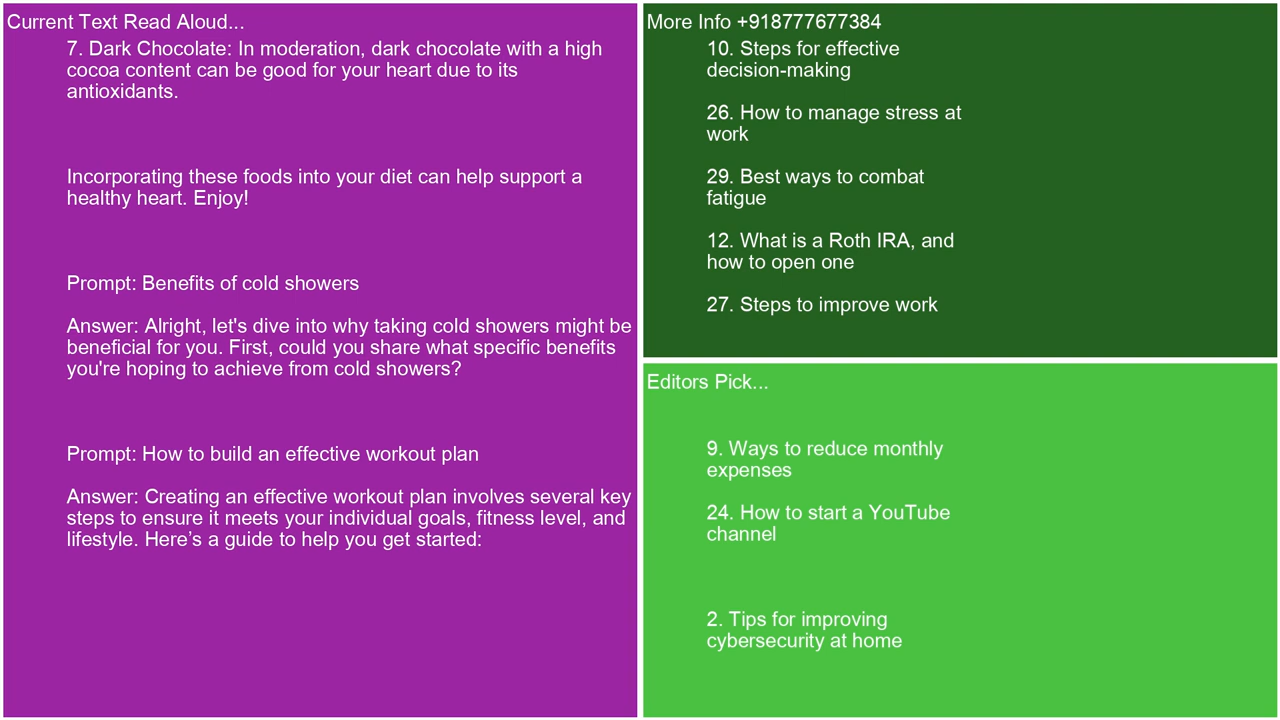 Current Text Read Aloud...
7. Dark Chocolate: In moderation, dark chocolate with a high
cocoa content can be good for your heart due to its
antioxidants.
Incorporating these foods into your diet can help support a
healthy heart. Enjoy!
Prompt: Benefits of cold showers
Answer: Alright, let's dive into why taking cold showers might be
beneficial for you. First, could you share what specific benefits
you're hoping to achieve from cold showers?
Prompt: How to build an effective workout plan
Answer: Creating an effective workout plan involves several key
steps to ensure it meets your individual goals, fitness level, and
lifestyle. Here’s a guide to help you get started:
More Info +918777677384
10. Steps for effective
decision-making
26. How to manage stress at
work
29. Best ways to combat
fatigue
12. What is a Roth IRA, and
how to open one
27. Steps to improve work
Editors Pick...
9. Ways to reduce monthly
expenses
24. How to start a YouTube
channel
2. Tips for improving
cybersecurity at home